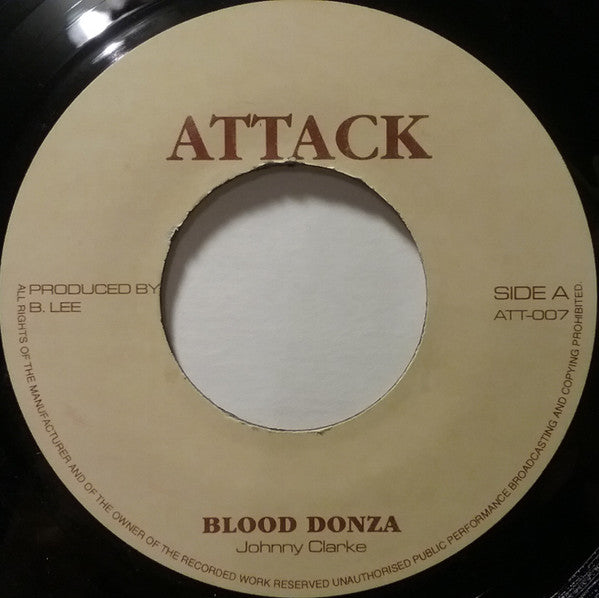 ATTACK
PRODUCED BY
B. LEE
SIDE A
ATT-007
BLOOD DONZA
Johnny Clarke
ALL RIGHTS OF THE MANUFACTURER AND OF THE OWNER OF THE RECORDED WORK RESERVED UNAUTHORISED PUBLIC PERFORMANCE BROADCASTING AND COPYING PROHIBITED.